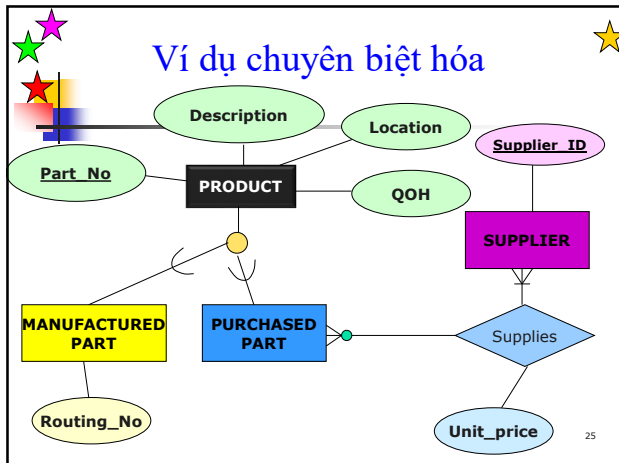 Ví dụ chuyên biệt hóa
Description
Location
Supplier_ID
Part_No
PRODUCT
QOH
SUPPLIER
MANUFACTURED
PART
PURCHASED
PART
Supplies
Routing_No
Unit_price
25